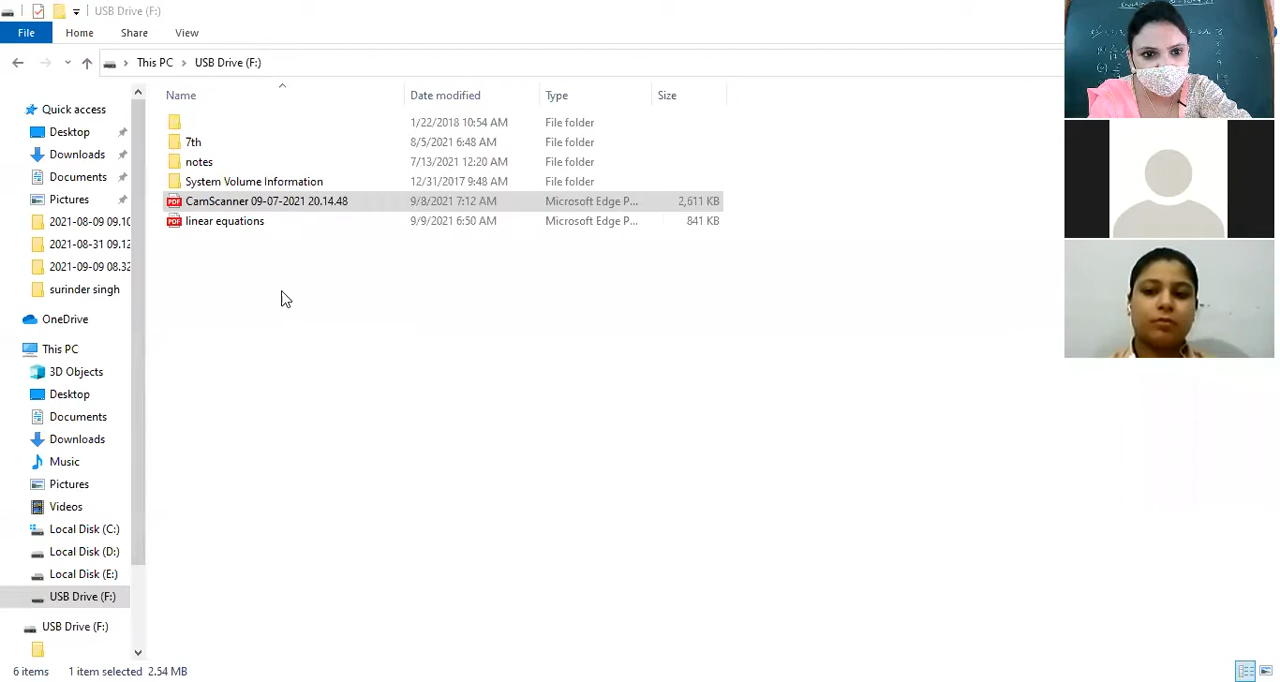 USB Drive (F:)
File Home Share View
This PC USB Drive (F:)
Name Date modified Type Size
1/22/2018 10:54 AM File folder
7th 8/5/2021 6:48 AM File folder
notes 7/13/2021 12:20 AM File folder
System Volume Information 12/31/2017 9:48 AM File folder
PDF CamScanner 09-07-2021 20.14.48 9/8/2021 7:12 AM Microsoft Edge P... 2,611 KB
PDF linear equations 9/9/2021 6:50 AM Microsoft Edge P... 841 KB
Quick access
Desktop
Downloads
Documents
Pictures
2021-08-09 09.10
2021-08-31 09.12
2021-09-09 08.32
surinder singh
OneDrive
This PC
3D Objects
Desktop
Documents
Downloads
Music
Pictures
Videos
Local Disk (C:)
Local Disk (D:)
Local Disk (E:)
USB Drive (F:)
USB Drive (F:)
6 items 1 item selected 2.54 MB